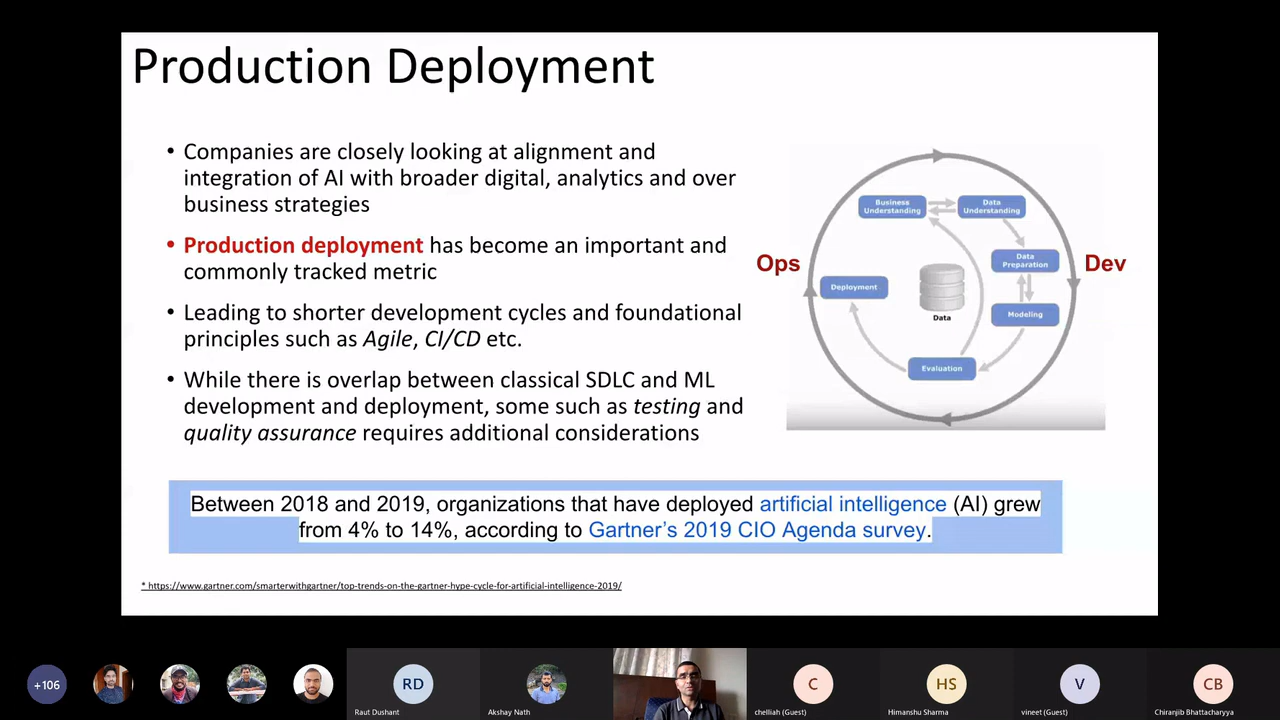 Production Deployment
• Companies are closely looking at alignment and
integration of AI with broader digital, analytics and over
business strategies
• Production deployment has become an important and
commonly tracked metric
• Leading to shorter development cycles and foundational
principles such as Agile, CI/CD etc.
• While there is overlap between classical SDLC and ML
development and deployment, some such as testing and
quality assurance requires additional considerations
Business
Understanding
Data
Understanding
Ops
Dev
Data
Preparation
Deployment
Data
Modeling
Evaluation
Between 2018 and 2019, organizations that have deployed artificial intelligence (AI) grew
from 4% to 14%, according to Gartner’s 2019 CIO Agenda survey.
* https://www.gartner.com/smarterwithgartner/top-trends-on-the-gartner-hype-cycle-for-artificial-intelligence-2019/
+106
RD
C
HS
V
CB
Raut Dushant
Akshay Nath
chelliah (Guest)
Himanshu Sharma
vineet (Guest)
Chiranjib Bhattacharyya